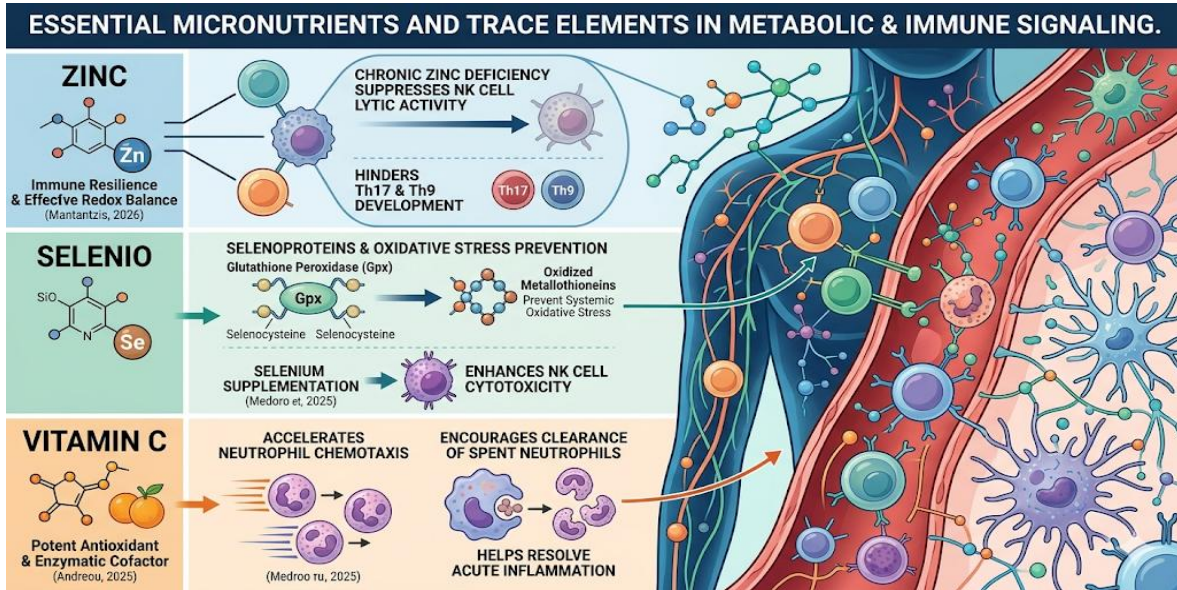 ESSENTIAL MICRONUTRIENTS AND TRACE ELEMENTS IN METABOLIC & IMMUNE SIGNALING.
ZINC
Zn
Immune Resilience
& Effective Redox Balance
(Mantantzis, 2026)
CHRONIC ZINC DEFICIENCY
SUPPRESSES NK CELL
LYTIC ACTIVITY
HINDERS
Th17 & Th9
DEVELOPMENT
Th17
Th9
SELENIO
SiO
N
Se
SELENOPROTEINS & OXIDATIVE STRESS PREVENTION
Glutathione Peroxidase (Gpx)
Gpx
Selenocysteine
Selenocysteine
Oxidized
Metallothioneins
Prevent Systemic
Oxidative Stress
SELENIUM
SUPPLEMENTATION
(Medoro et, 2025)
ENHANCES NK CELL
CYTOTOXICITY
VITAMIN C
Potent Antioxidant
& Enzymatic Cofactor
(Andreou, 2025)
ACCELERATES
NEUTROPHIL CHEMOTAXIS
(Medroo ru, 2025)
ENCOURAGES CLEARANCE
OF SPENT NEUTROPHILS
HELPS RESOLVE
ACUTE INFLAMMATION